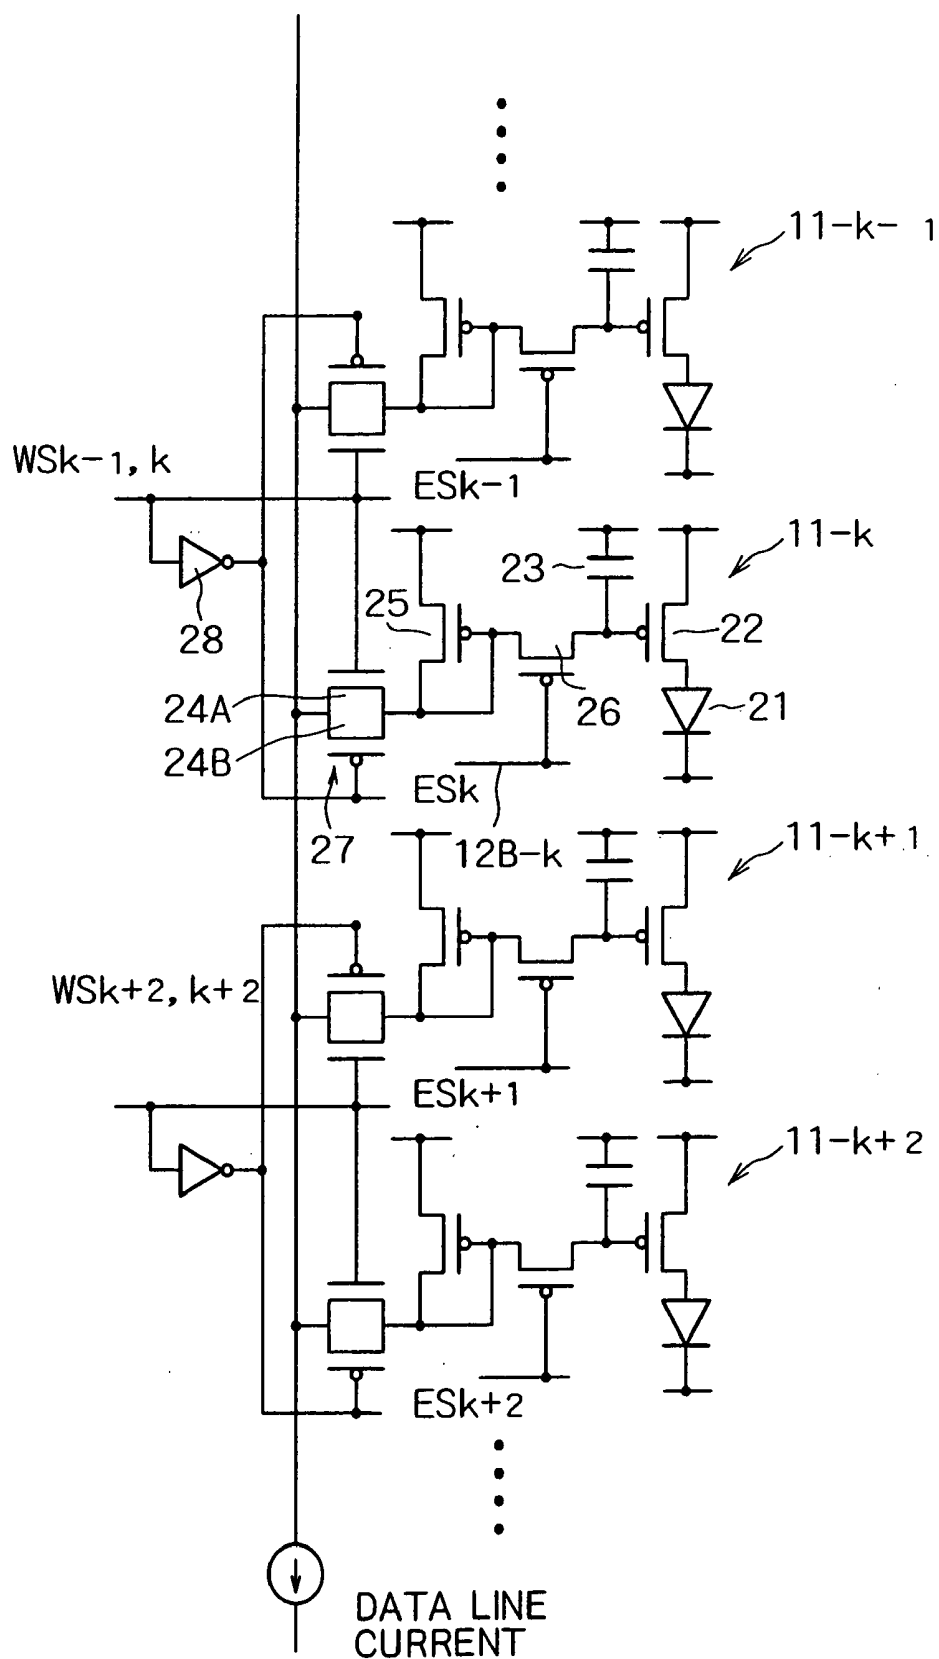 11-k-1
WSk-1, k
ESk-1
11-k
23
25
22
28
24A
26
21
24B
ESk
27
12B-k
11-k+1
WSk+2, k+2
ESk+1
11-k+2
ESk+2
DATA LINE
CURRENT